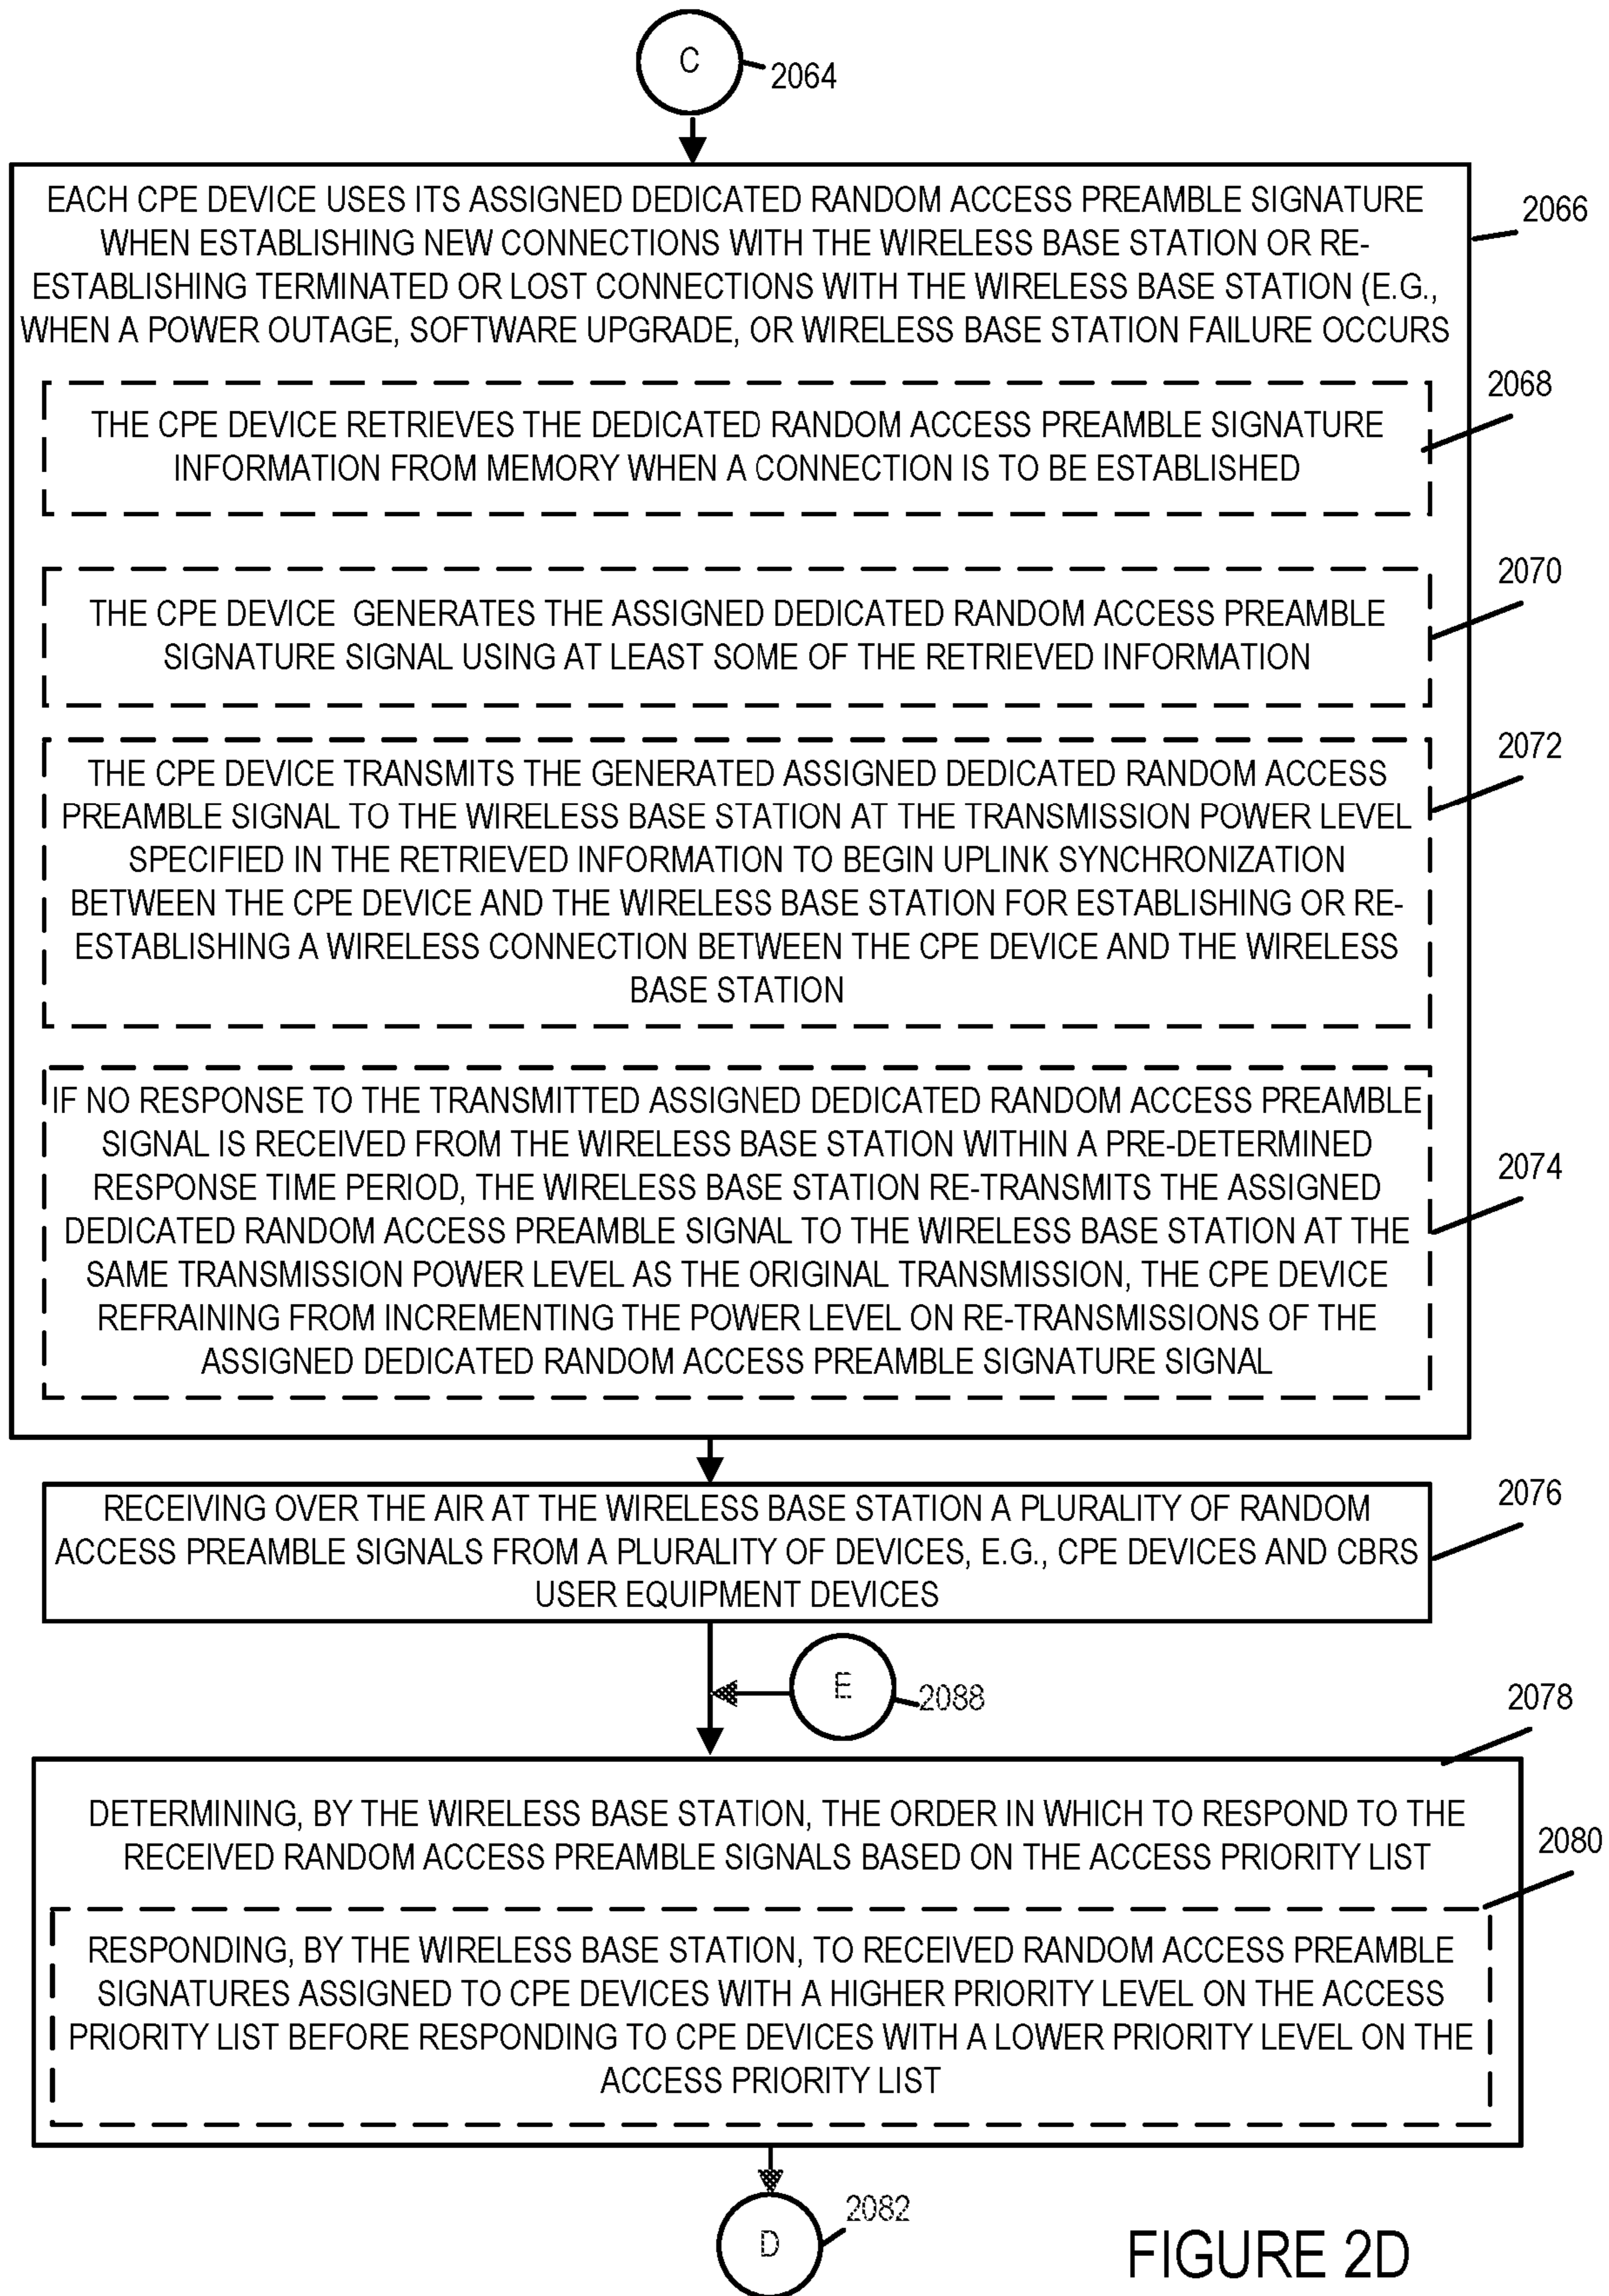 C
2064
EACH CPE DEVICE USES ITS ASSIGNED DEDICATED RANDOM ACCESS PREAMBLE SIGNATURE
WHEN ESTABLISHING NEW CONNECTIONS WITH THE WIRELESS BASE STATION OR RE-
ESTABLISHING TERMINATED OR LOST CONNECTIONS WITH THE WIRELESS BASE STATION (E.G.,
WHEN A POWER OUTAGE, SOFTWARE UPGRADE, OR WIRELESS BASE STATION FAILURE OCCURS
2066
THE CPE DEVICE RETRIEVES THE DEDICATED RANDOM ACCESS PREAMBLE SIGNATURE
INFORMATION FROM MEMORY WHEN A CONNECTION IS TO BE ESTABLISHED
2068
THE CPE DEVICE GENERATES THE ASSIGNED DEDICATED RANDOM ACCESS PREAMBLE
SIGNATURE SIGNAL USING AT LEAST SOME OF THE RETRIEVED INFORMATION
2070
THE CPE DEVICE TRANSMITS THE GENERATED ASSIGNED DEDICATED RANDOM ACCESS
PREAMBLE SIGNAL TO THE WIRELESS BASE STATION AT THE TRANSMISSION POWER LEVEL
SPECIFIED IN THE RETRIEVED INFORMATION TO BEGIN UPLINK SYNCHRONIZATION
BETWEEN THE CPE DEVICE AND THE WIRELESS BASE STATION FOR ESTABLISHING OR RE-
ESTABLISHING A WIRELESS CONNECTION BETWEEN THE CPE DEVICE AND THE WIRELESS
BASE STATION
2072
IF NO RESPONSE TO THE TRANSMITTED ASSIGNED DEDICATED RANDOM ACCESS PREAMBLE
SIGNAL IS RECEIVED FROM THE WIRELESS BASE STATION WITHIN A PRE-DETERMINED
RESPONSE TIME PERIOD, THE WIRELESS BASE STATION RE-TRANSMITS THE ASSIGNED
DEDICATED RANDOM ACCESS PREAMBLE SIGNAL TO THE WIRELESS BASE STATION AT THE
SAME TRANSMISSION POWER LEVEL AS THE ORIGINAL TRANSMISSION, THE CPE DEVICE
REFRAINING FROM INCREMENTING THE POWER LEVEL ON RE-TRANSMISSIONS OF THE
ASSIGNED DEDICATED RANDOM ACCESS PREAMBLE SIGNATURE SIGNAL
2074
RECEIVING OVER THE AIR AT THE WIRELESS BASE STATION A PLURALITY OF RANDOM
ACCESS PREAMBLE SIGNALS FROM A PLURALITY OF DEVICES, E.G., CPE DEVICES AND CBRS
USER EQUIPMENT DEVICES
2076
E
2088
2078
DETERMINING, BY THE WIRELESS BASE STATION, THE ORDER IN WHICH TO RESPOND TO THE
RECEIVED RANDOM ACCESS PREAMBLE SIGNALS BASED ON THE ACCESS PRIORITY LIST
2080
RESPONDING, BY THE WIRELESS BASE STATION, TO RECEIVED RANDOM ACCESS PREAMBLE
SIGNATURES ASSIGNED TO CPE DEVICES WITH A HIGHER PRIORITY LEVEL ON THE ACCESS
PRIORITY LIST BEFORE RESPONDING TO CPE DEVICES WITH A LOWER PRIORITY LEVEL ON THE
ACCESS PRIORITY LIST
D
2082
FIGURE 2D